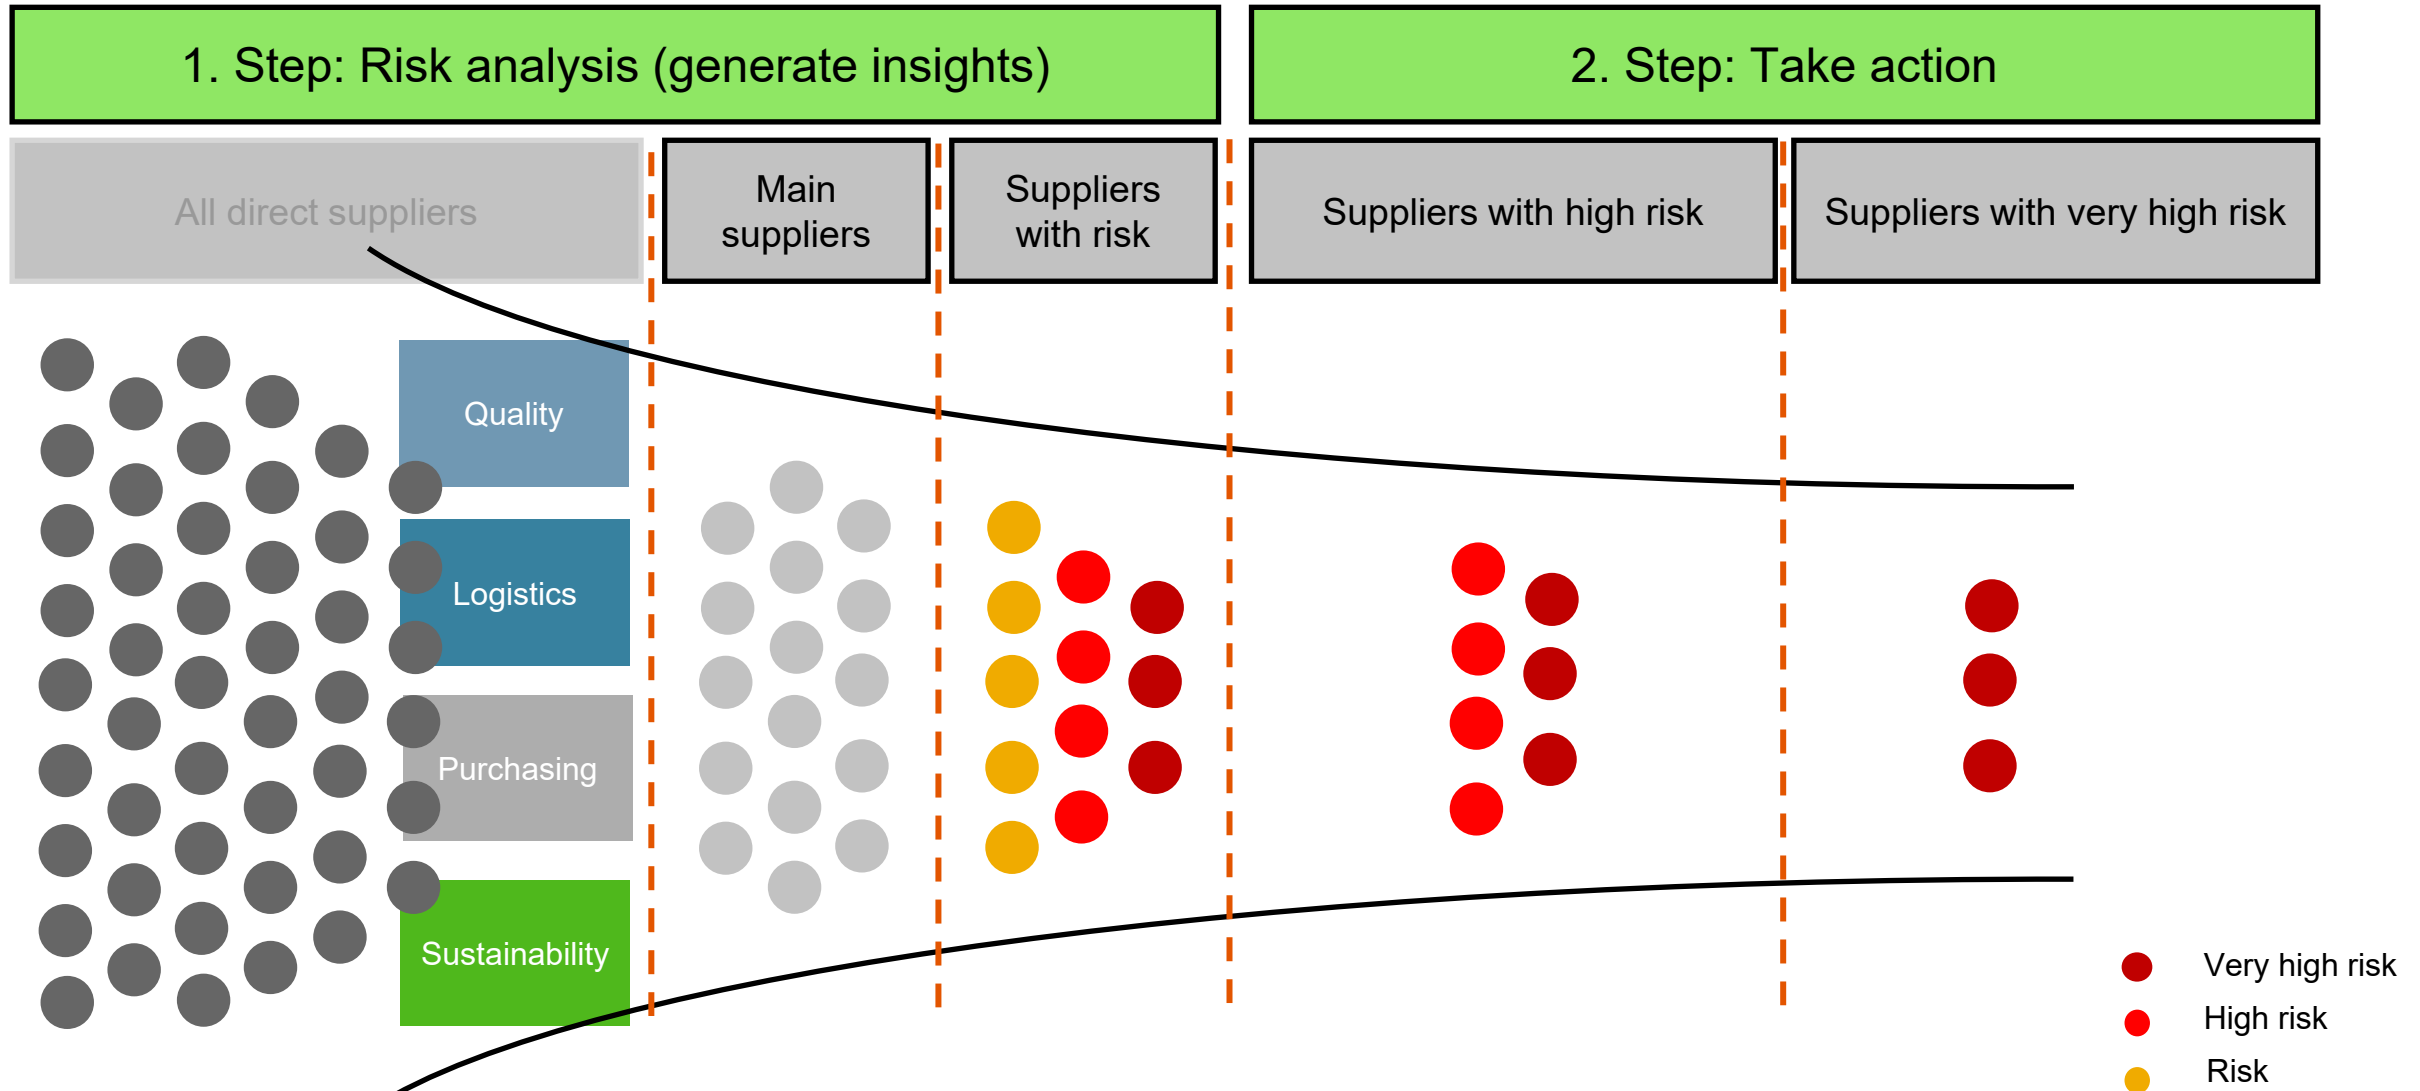 1. Step: Risk analysis (generate insights)
2. Step: Take action
All direct suppliers
Main
suppliers
Suppliers
with risk
Suppliers with high risk
Suppliers with very high risk
Quality
Logistics
Purchasing
Sustainability
Very high risk
High risk
Risk